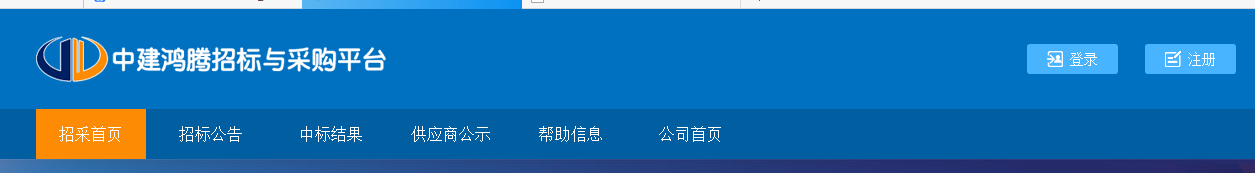 中建鸿腾招标与采购平台
登录
注册
招采首页
招标公告
中标结果
供应商公示
帮助信息
公司首页